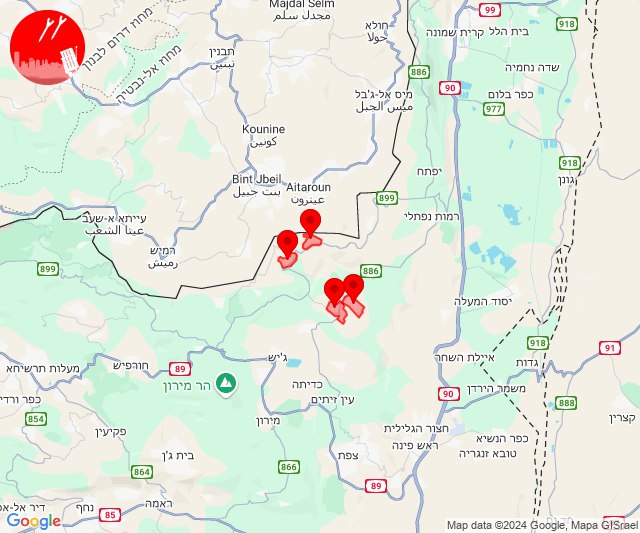 Majdal Selm
مجدل سلم
חולא
حولا
99
918
בית הלל
קרית שמונה
מחוז דרום לבנון
מחוז אל-נבטיה
תבנין
تبنين
886
שדה נחמיה
90
כפר בלום
977
מיס אל-ג'בל
ميس الجبل
Kounine
כונין
كونين
918
גונן
יפתח
Bint Jbeil
בנת ג'ביל
بنت جبيل
Aitaroun
عيترون
899
רמות נפתלי
עייתא א-שעב
عيتا الشعب
רמיש
رميش
899
886
918
יסוד המעלה
918
91
מעלות תרשיחא
חורפיש
89
ג'יש
איילת השחר
גדות
הר מירון
כדיתה
משמר הירדן
90
888
כפר ורדים
854
עין זיתים
קצרין
פקיעין
מירון
חצור הגלילית
ראש פינה
כפר הנשיא
טובא זנגריה
בית ג'ן
864
866
צפת
89
ראמה
נחף
85
Google
Map data ©2024 Google, Mapa GISrael